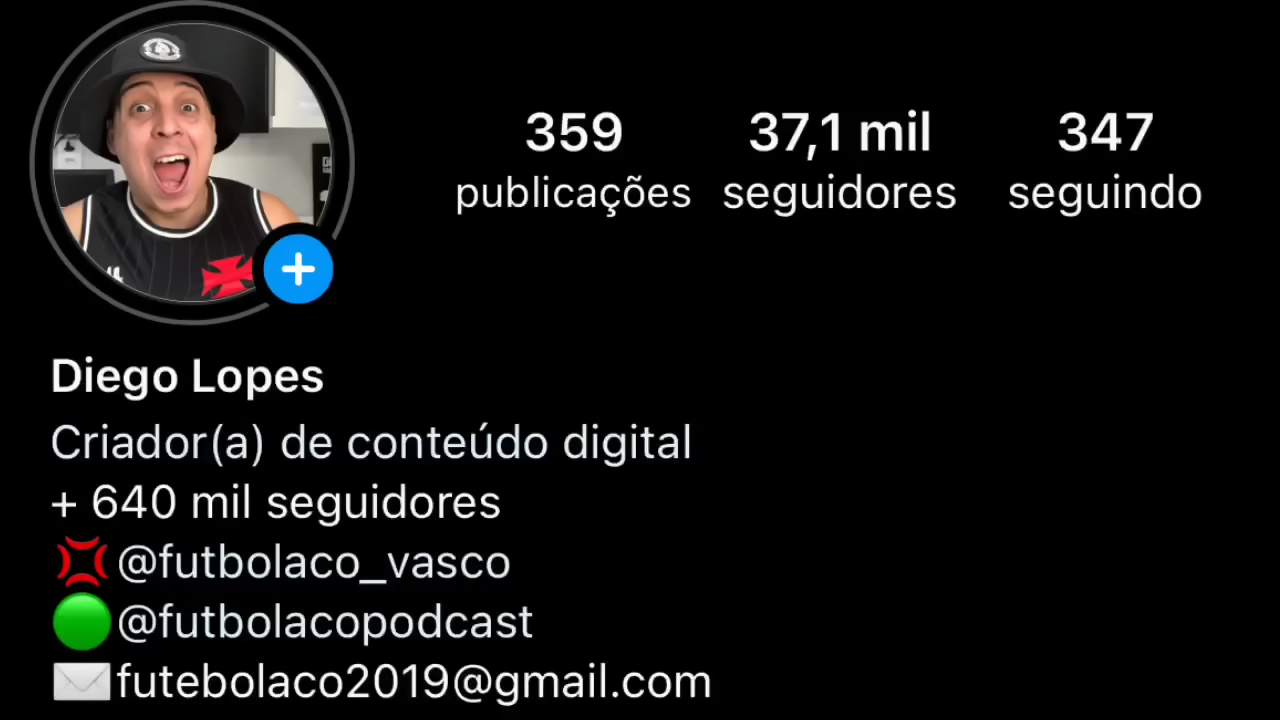 359 37,1 mil 347
publicações seguidores seguindo
Diego Lopes
Criador(a) de conteúdo digital
+ 640 mil seguidores
@futbolaco_vasco
@futbolacopodcast
futebolaco2019@gmail.com